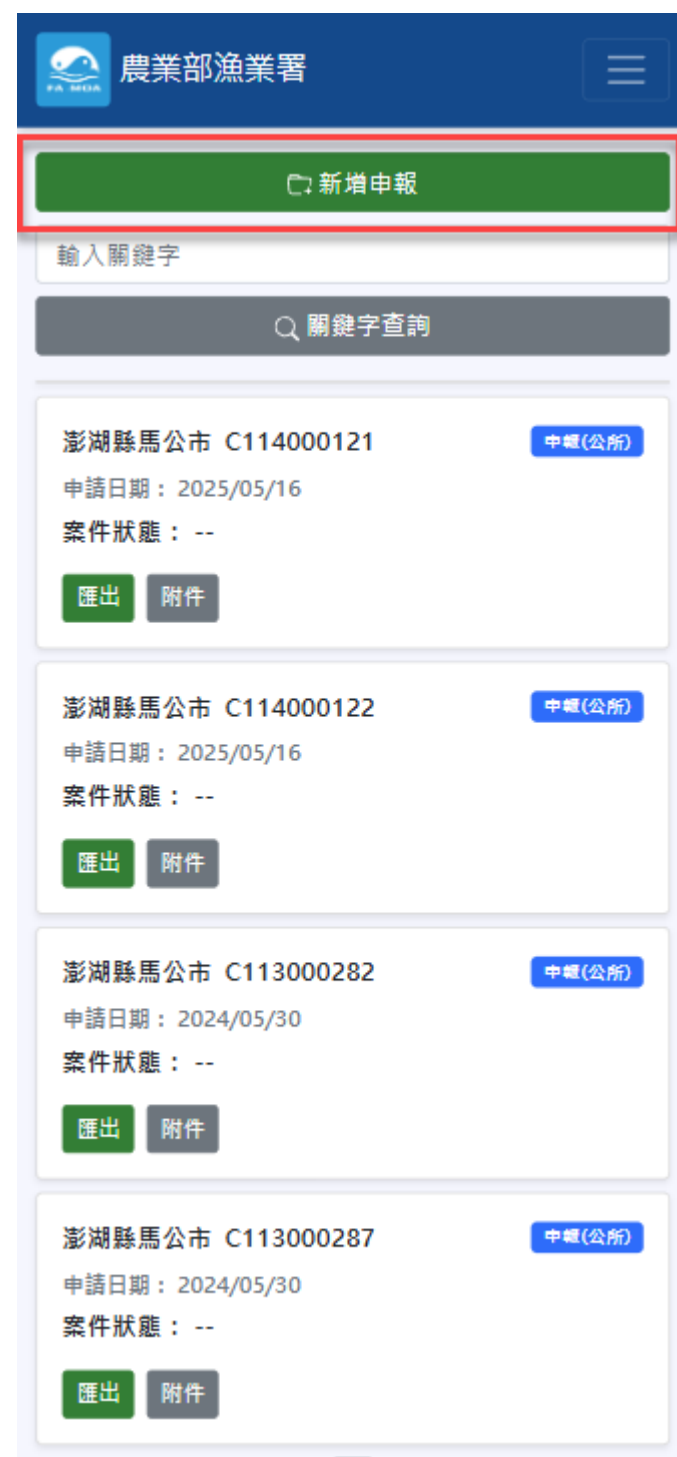 FA MOA
農業部漁業署
新增申報
輸入關鍵字
關鍵字查詢
澎湖縣馬公市 C114000121
申報(公所)
申請日期： 2025/05/16
案件狀態： --
匯出 附件
澎湖縣馬公市 C114000122
申報(公所)
申請日期： 2025/05/16
案件狀態： --
匯出 附件
澎湖縣馬公市 C113000282
申報(公所)
申請日期： 2024/05/30
案件狀態： --
匯出 附件
澎湖縣馬公市 C113000287
申報(公所)
申請日期： 2024/05/30
案件狀態： --
匯出 附件